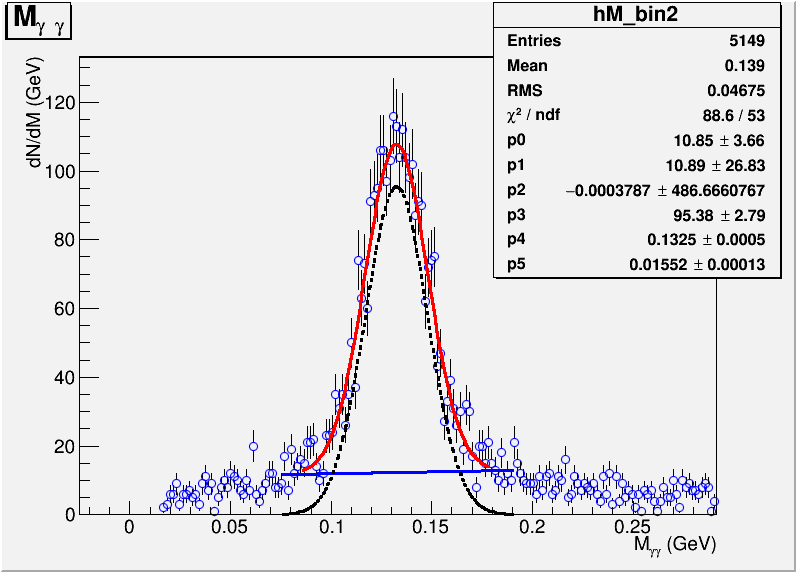 Mγ γ
hM_bin2
Entries 5149
Mean 0.139
RMS 0.04675
χ² / ndf 88.6 / 53
p0 10.85 ± 3.66
p1 10.89 ± 26.83
p2 −0.0003787 ± 486.6660767
p3 95.38 ± 2.79
p4 0.1325 ± 0.0005
p5 0.01552 ± 0.00013
dN/dM (GeV)
120
100
80
60
40
20
0
0 0.05 0.1 0.15 0.2 0.25
Mγγ (GeV)